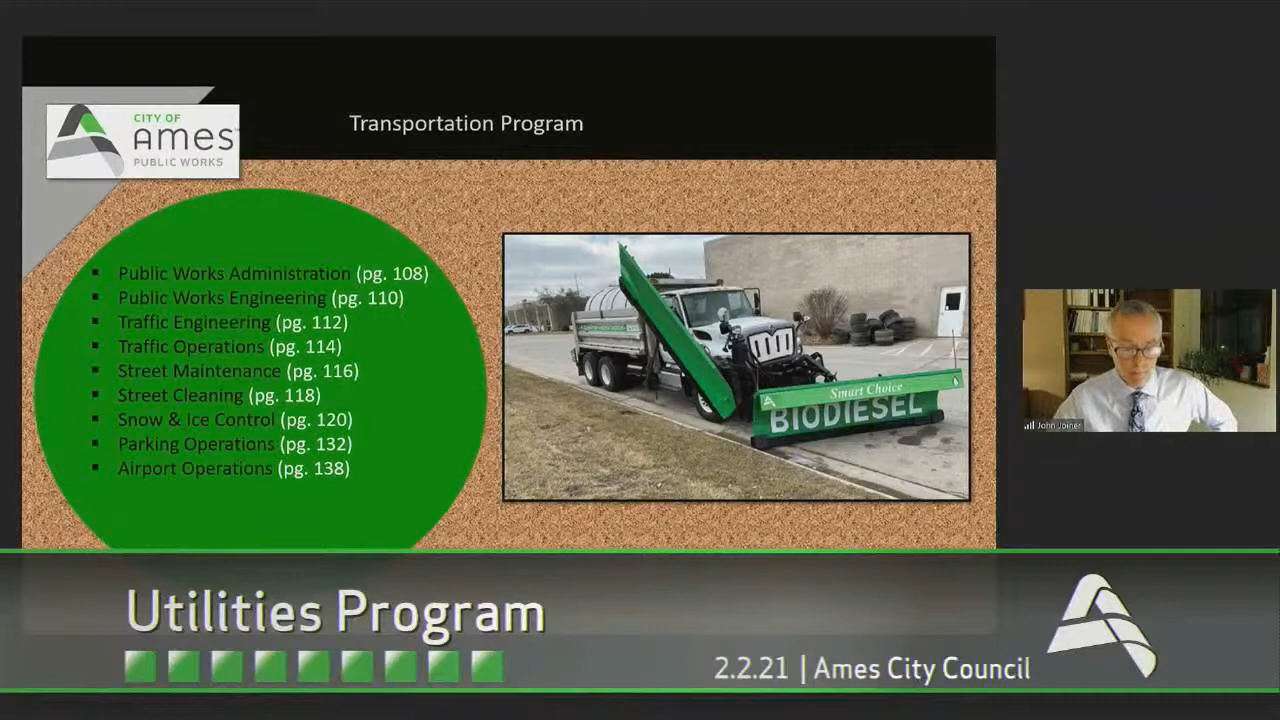 CITY OF
Ames
PUBLIC WORKS
Transportation Program
▪ Public Works Administration (pg. 108)
▪ Public Works Engineering (pg. 110)
▪ Traffic Engineering (pg. 112)
▪ Traffic Operations (pg. 114)
▪ Street Maintenance (pg. 116)
▪ Street Cleaning (pg. 118)
▪ Snow & Ice Control (pg. 120)
▪ Parking Operations (pg. 132)
▪ Airport Operations (pg. 138)
Smart Choice
BIODIESEL
John Joiner
Utilities Program
2.2.21 | Ames City Council